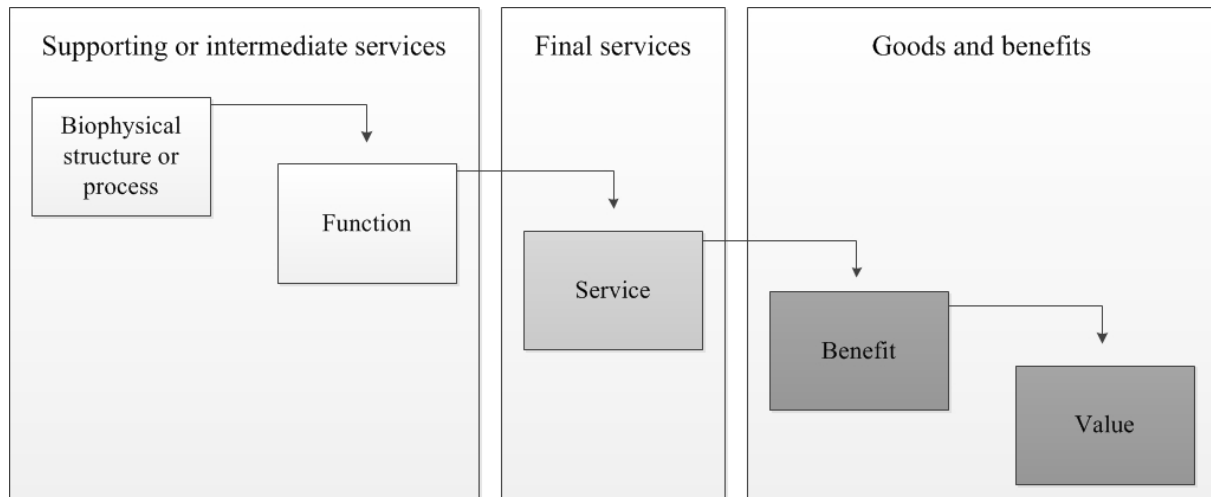 Supporting or intermediate services
Final services
Goods and benefits
Biophysical
structure or
process
Function
Service
Benefit
Value